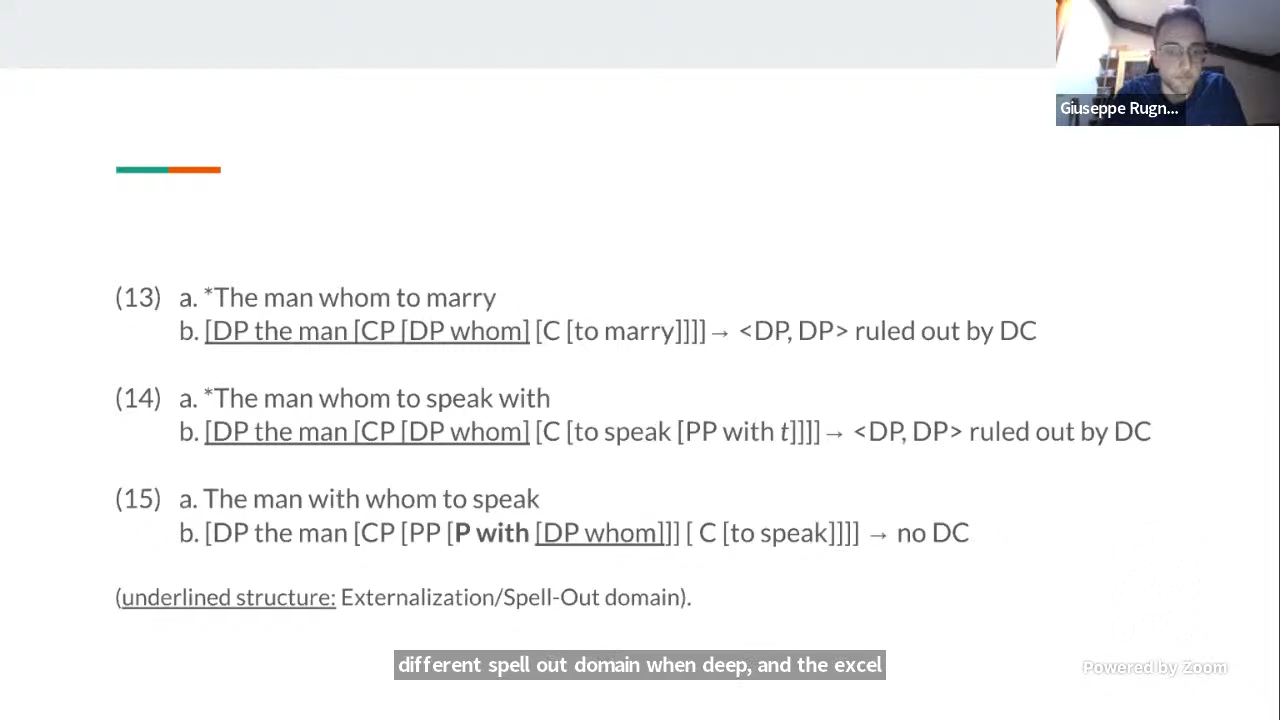 Giuseppe Rugn...
(13) a. *The man whom to marry
b. [DP the man [CP [DP whom] [C [to marry]]]] → <DP, DP> ruled out by DC
(14) a. *The man whom to speak with
b. [DP the man [CP [DP whom] [C [to speak [PP with t]]]] → <DP, DP> ruled out by DC
(15) a. The man with whom to speak
b. [DP the man [CP [PP [P with [DP whom]]] [ C [to speak]]]] → no DC
(underlined structure: Externalization/Spell-Out domain).
different spell out domain when deep, and the excel
Powered by Zoom